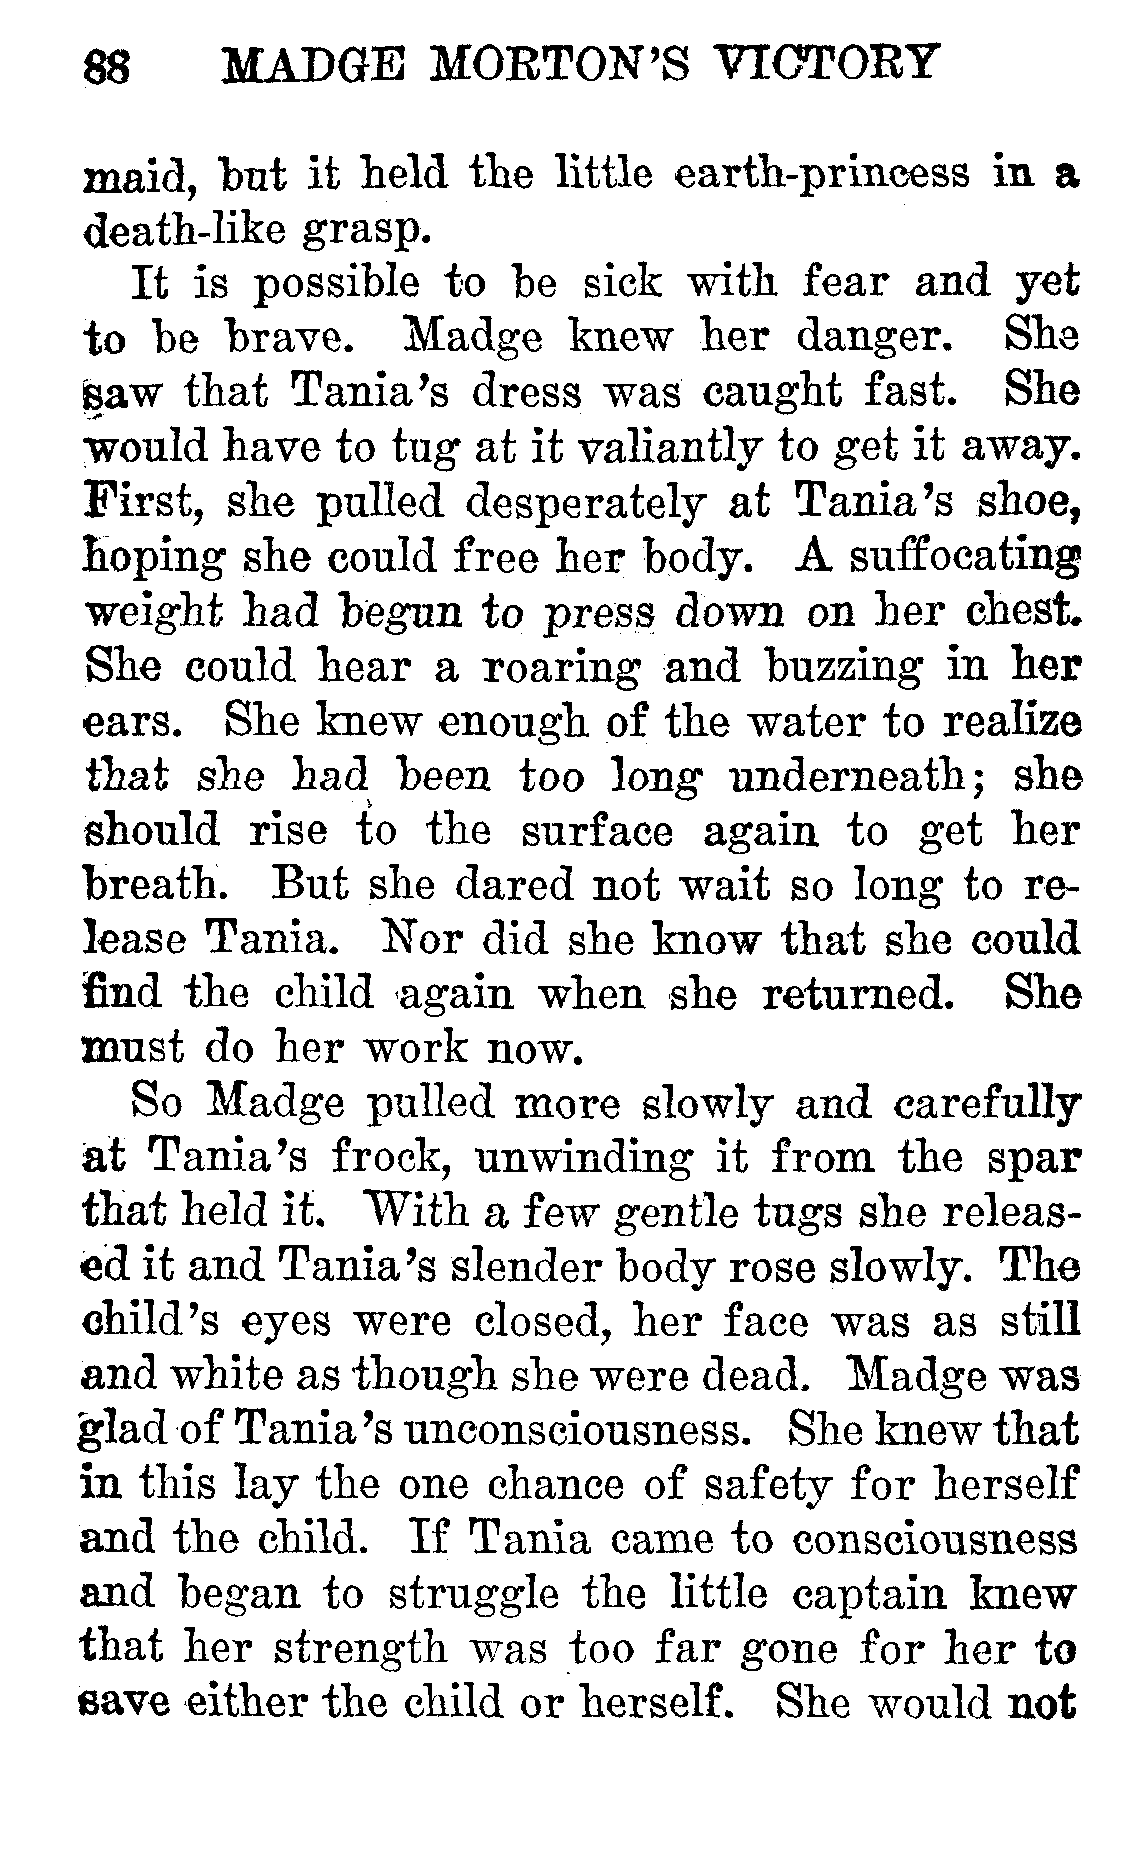 88 MADGE MORTON'S VICTORY
maid, but it held the little earth-princess in a
death-like grasp.
It is possible to be sick with fear and yet
to be brave. Madge knew her danger. She
saw that Tania's dress was caught fast. She
would have to tug at it valiantly to get it away.
First, she pulled desperately at Tania's shoe,
hoping she could free her body. A suffocating
weight had begun to press down on her chest.
She could hear a roaring and buzzing in her
ears. She knew enough of the water to realize
that she had been too long underneath; she
should rise to the surface again to get her
breath. But she dared not wait so long to re-
lease Tania. Nor did she know that she could
find the child again when she returned. She
must do her work now.
So Madge pulled more slowly and carefully
at Tania's frock, unwinding it from the spar
that held it. With a few gentle tugs she releas-
ed it and Tania's slender body rose slowly. The
child's eyes were closed, her face was as still
and white as though she were dead. Madge was
glad of Tania's unconsciousness. She knew that
in this lay the one chance of safety for herself
and the child. If Tania came to consciousness
and began to struggle the little captain knew
that her strength was too far gone for her to
save either the child or herself. She would not